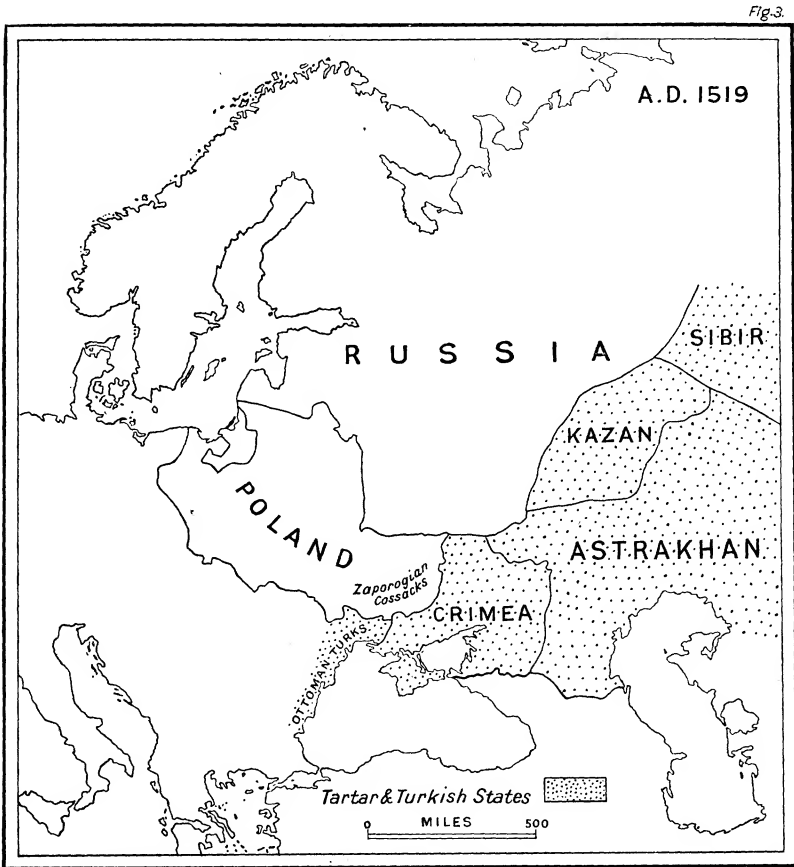 Fig.3.
A.D. 1519
RUSSIA
SIBIR
KAZAN
POLAND
ASTRAKHAN
Zaporogian
Cossacks
CRIMEA
OTTOMAN TURKS
Tartar & Turkish States
MILES
0 500